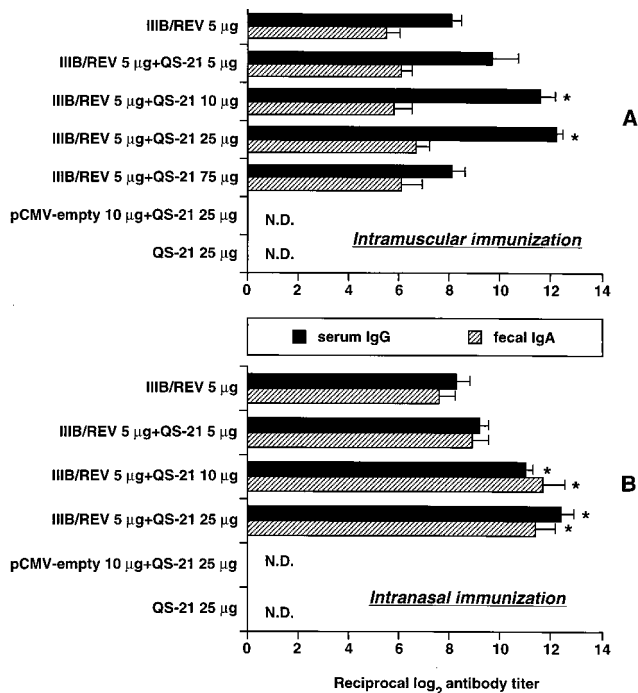 IIIB/REV 5 µg
IIIB/REV 5 µg+QS-21 5 µg
IIIB/REV 5 µg+QS-21 10 µg
*
A
IIIB/REV 5 µg+QS-21 25 µg
*
IIIB/REV 5 µg+QS-21 75 µg
pCMV-empty 10 µg+QS-21 25 µg
N.D.
Intramuscular immunization
QS-21 25 µg
N.D.
0 2 4 6 8 10 12 14
serum IgG fecal IgA
IIIB/REV 5 µg
IIIB/REV 5 µg+QS-21 5 µg
IIIB/REV 5 µg+QS-21 10 µg
*
*
B
IIIB/REV 5 µg+QS-21 25 µg
*
*
pCMV-empty 10 µg+QS-21 25 µg
N.D.
Intranasal immunization
QS-21 25 µg
N.D.
0 2 4 6 8 10 12 14
Reciprocal log2 antibody titer